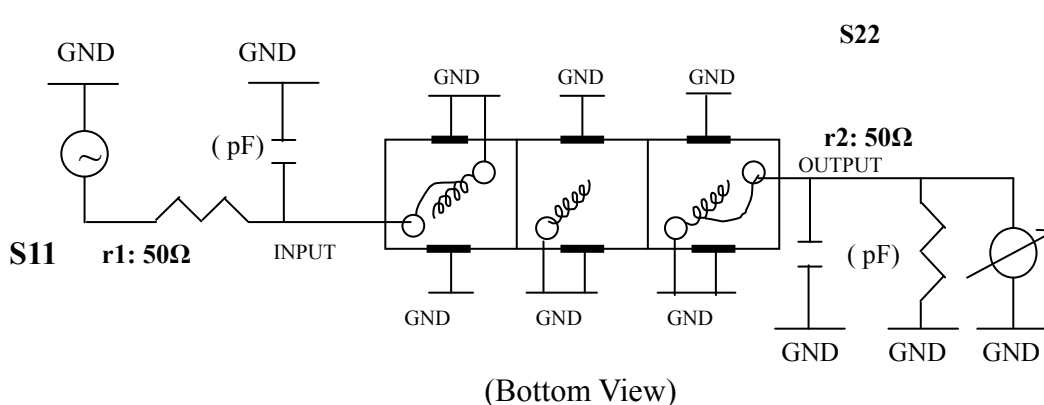 S22
GND
GND
GND
GND
GND
( pF)
r2: 50Ω
OUTPUT
S11
r1: 50Ω
INPUT
( pF)
GND
GND
GND
GND
GND
GND
(Bottom View)